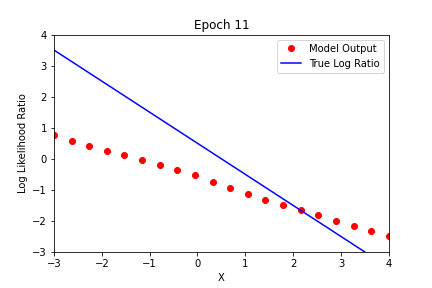 Epoch 11
Model Output
True Log Ratio
Log Likelihood Ratio
4
3
2
1
0
−1
−2
−3
−3 −2 −1 0 1 2 3 4
X